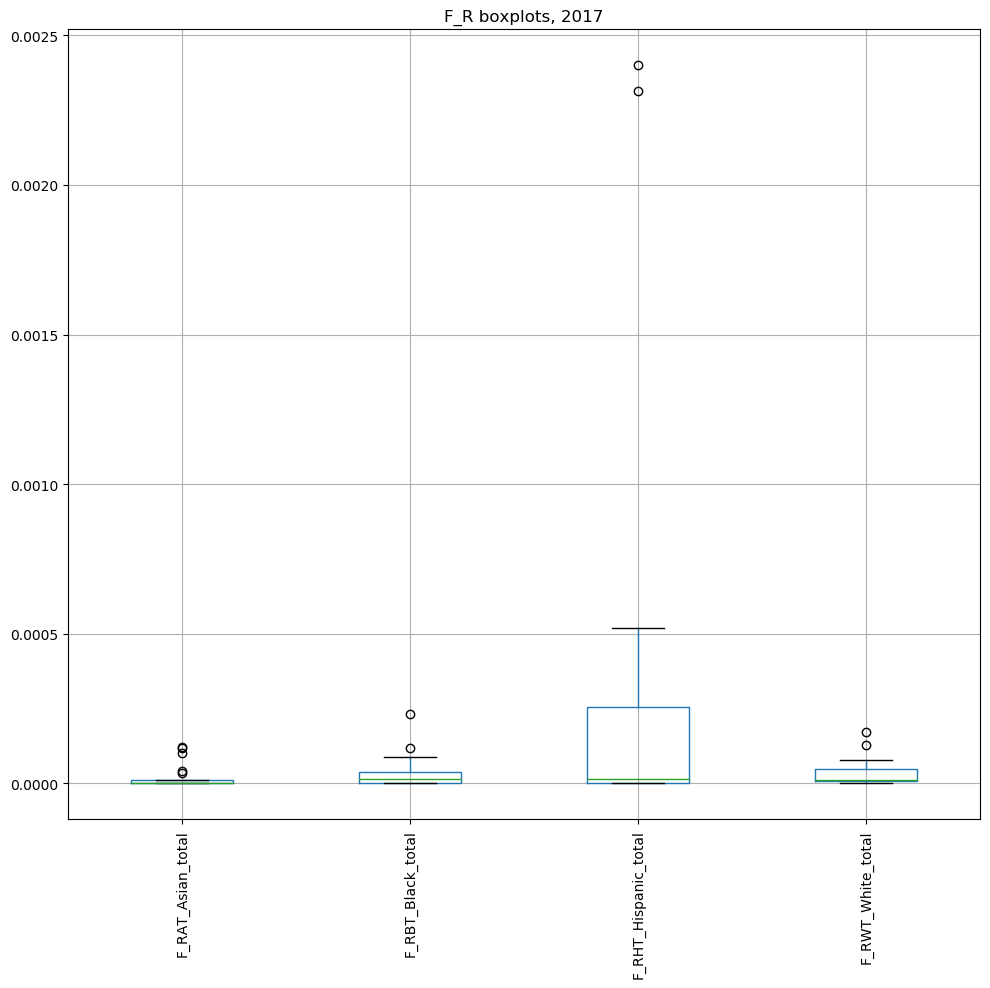 F_R boxplots, 2017
0.0025
0.0020
0.0015
0.0010
0.0005
0.0000
F_RAT_Asian_total
F_RBT_Black_total
F_RHT_Hispanic_total
F_RWT_White_total